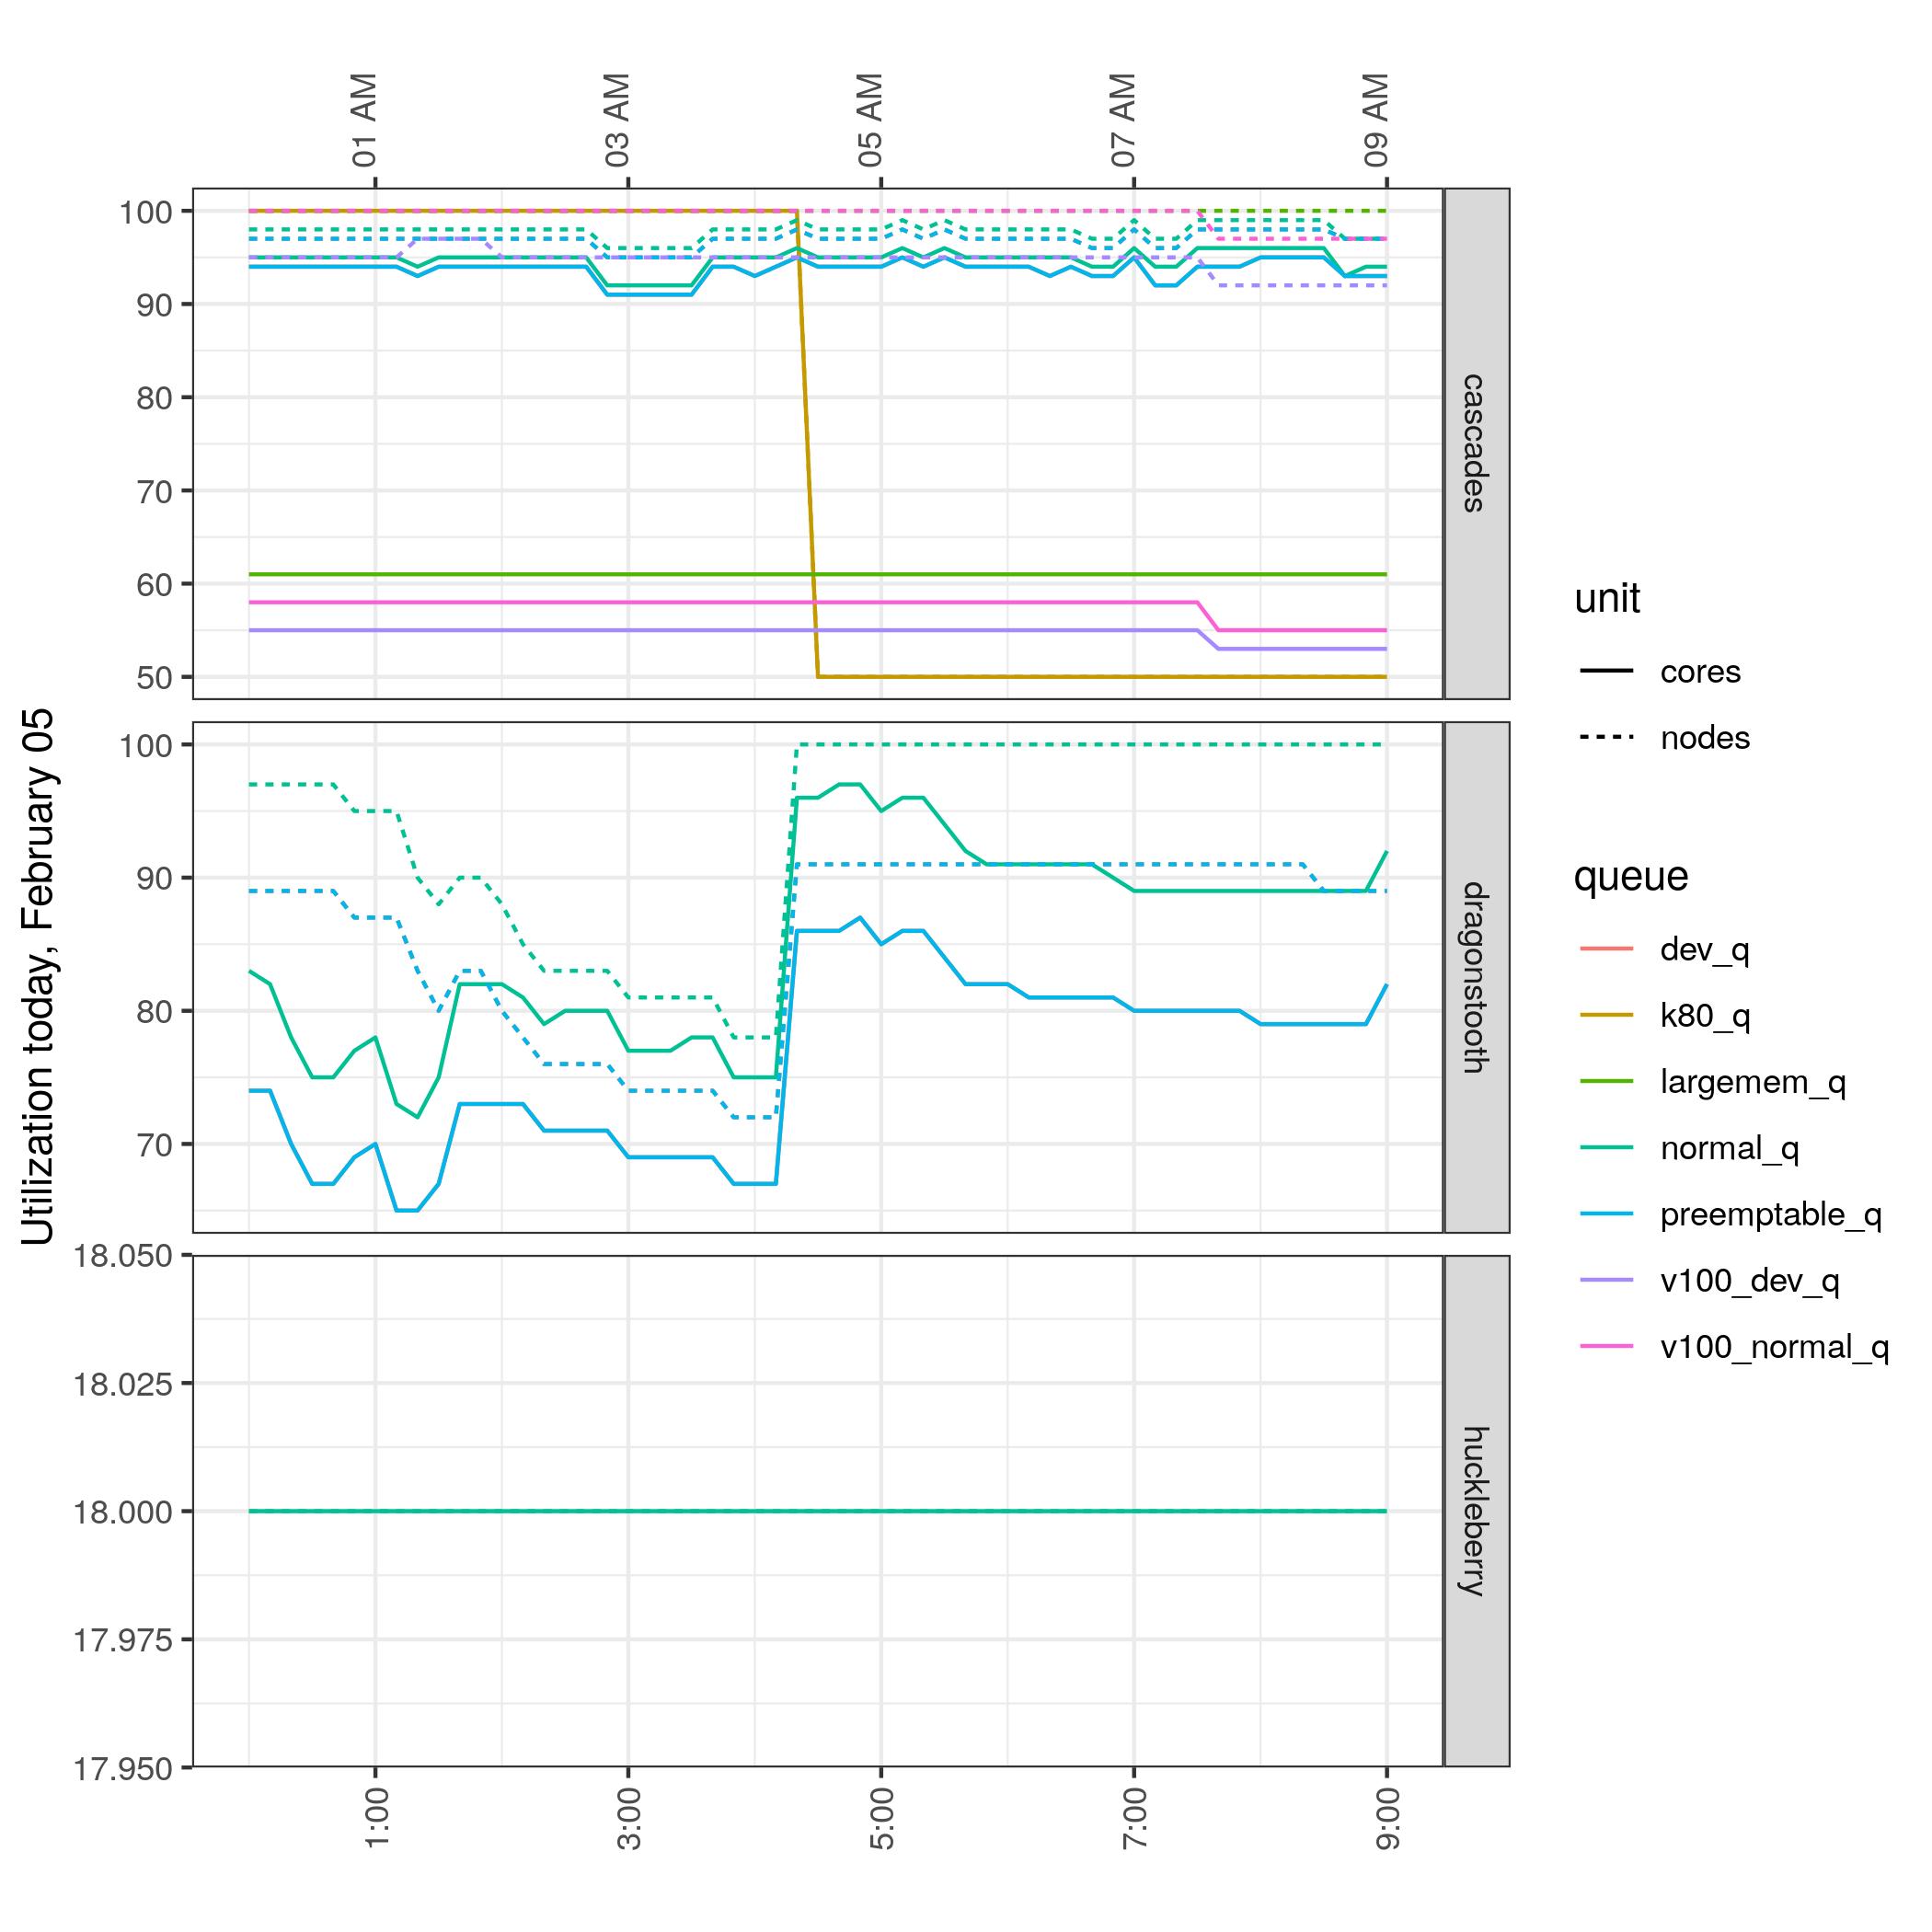 01 AM
03 AM
05 AM
07 AM
09 AM
100
90
80
70
60
50
cascades
100
90
80
70
dragonstooth
18.050
18.025
18.000
17.975
17.950
huckleberry
1:00
3:00
5:00
7:00
9:00
Utilization today, February 05
unit
cores
nodes
queue
dev_q
k80_q
largemem_q
normal_q
preemptable_q
v100_dev_q
v100_normal_q